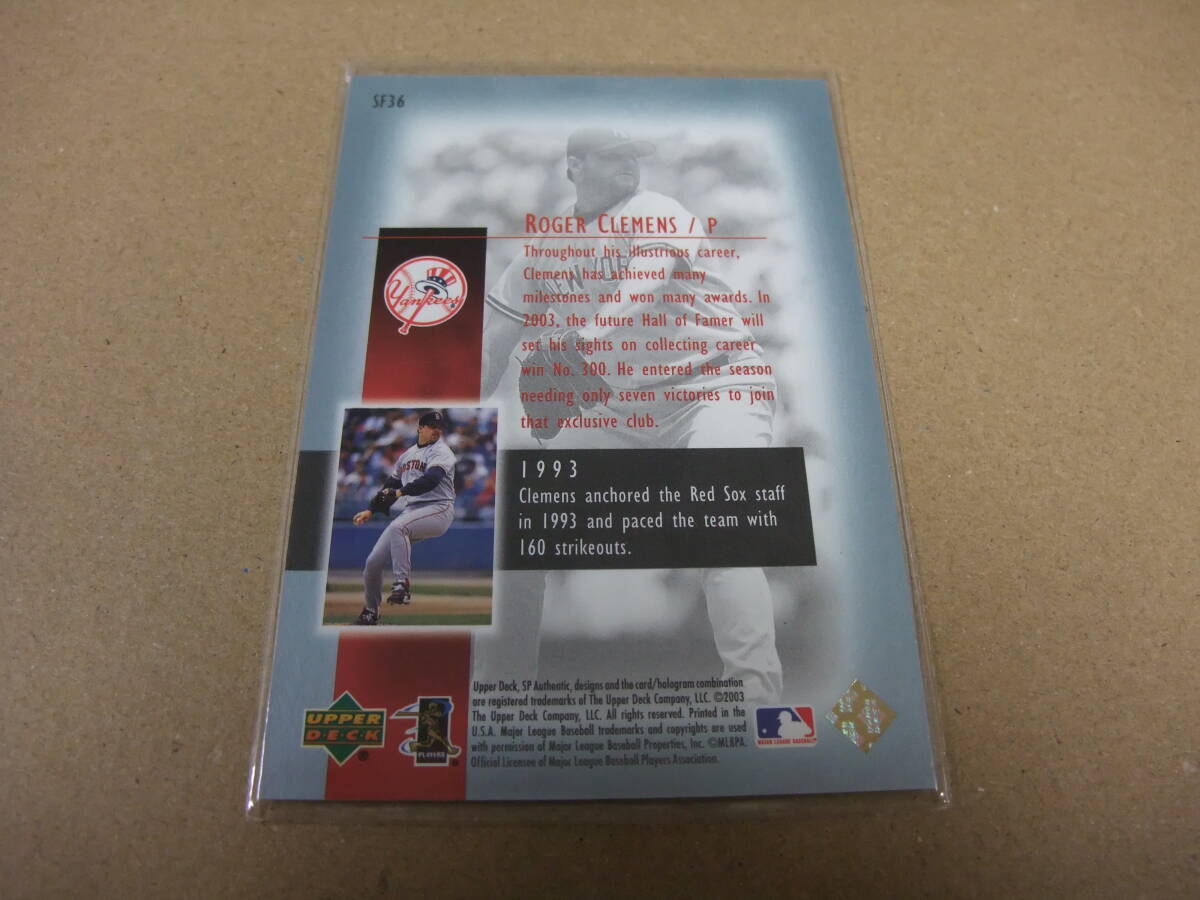 SF36
ROGER CLEMENS / P
Throughout his illustrious career,
Clemens has achieved many
milestones and won many awards. In
2003, the future Hall of Famer will
set his sights on collecting career
win No. 300. He entered the season
needing only seven victories to join
that exclusive club.
NEW YORK
Yankees
BOSTON
1993
Clemens anchored the Red Sox staff
in 1993 and paced the team with
160 strikeouts.
Upper Deck, SP Authentic, designs and the card/hologram combination
are registered trademarks of The Upper Deck Company, LLC. ©2003
The Upper Deck Company, LLC. All rights reserved. Printed in the
U.S.A. Major League Baseball trademarks and copyrights are used
with permission of Major League Baseball Properties, Inc. ©MLBPA.
Official Licensee of Major League Baseball Players Association.
UPPER
DECK
PLAYERS
MAJOR LEAGUE BASEBALL